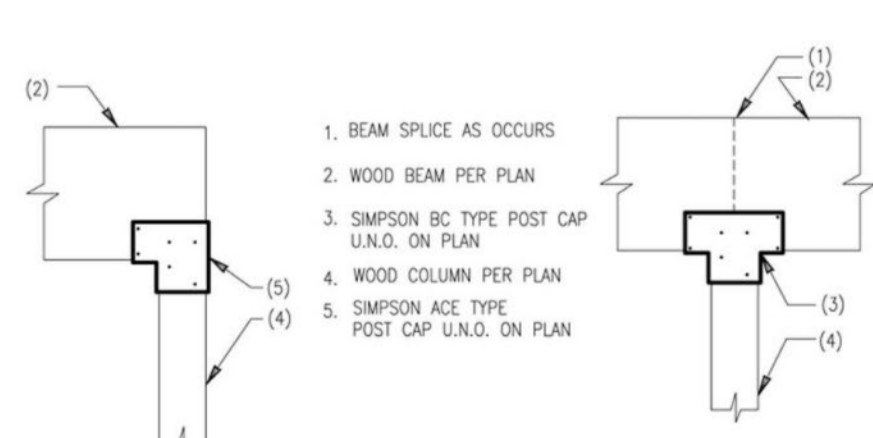 (2)
(5)
(4)
1. BEAM SPLICE AS OCCURS
2. WOOD BEAM PER PLAN
3. SIMPSON BC TYPE POST CAP
U.N.O. ON PLAN
4. WOOD COLUMN PER PLAN
5. SIMPSON ACE TYPE
POST CAP U.N.O. ON PLAN
(1)
(2)
(3)
(4)